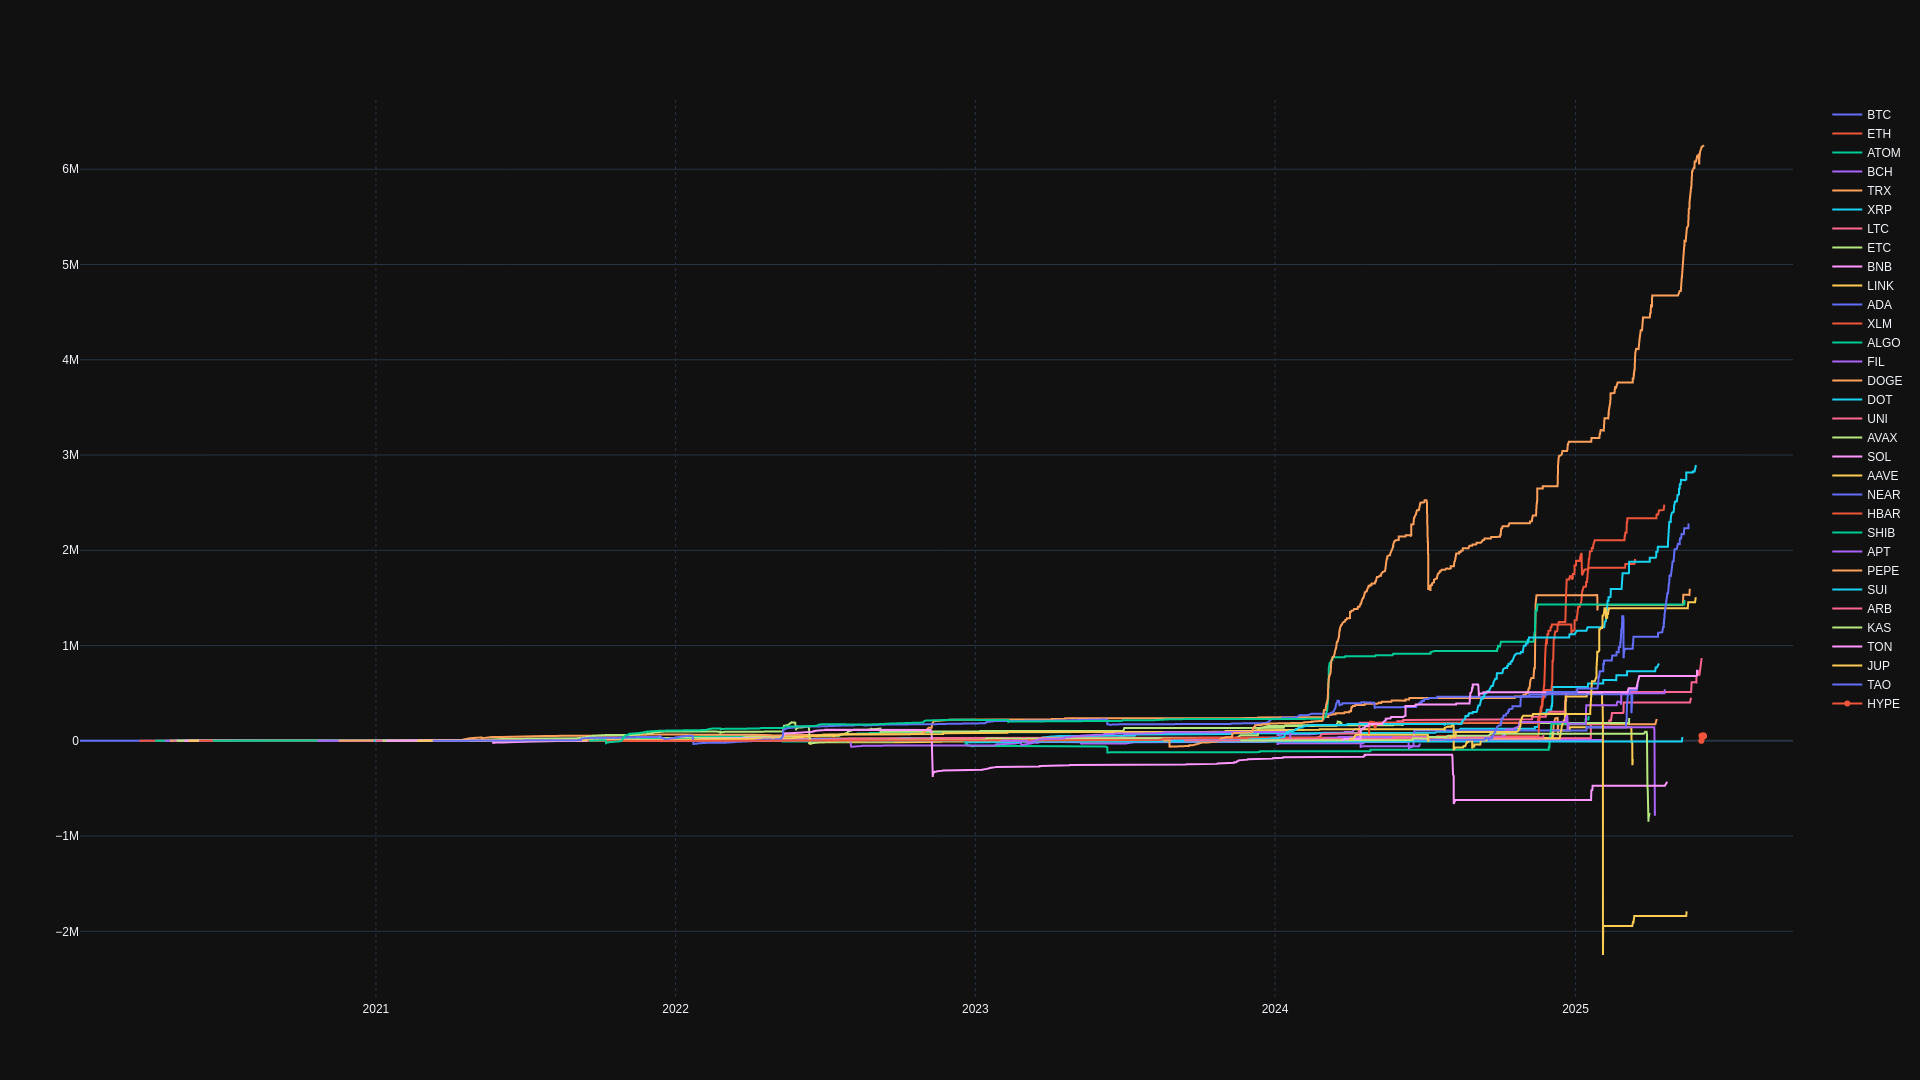 6M
5M
4M
3M
2M
1M
0
−1M
−2M
2021
2022
2023
2024
2025
BTC
ETH
ATOM
BCH
TRX
XRP
LTC
ETC
BNB
LINK
ADA
XLM
ALGO
FIL
DOGE
DOT
UNI
AVAX
SOL
AAVE
NEAR
HBAR
SHIB
APT
PEPE
SUI
ARB
KAS
TON
JUP
TAO
HYPE